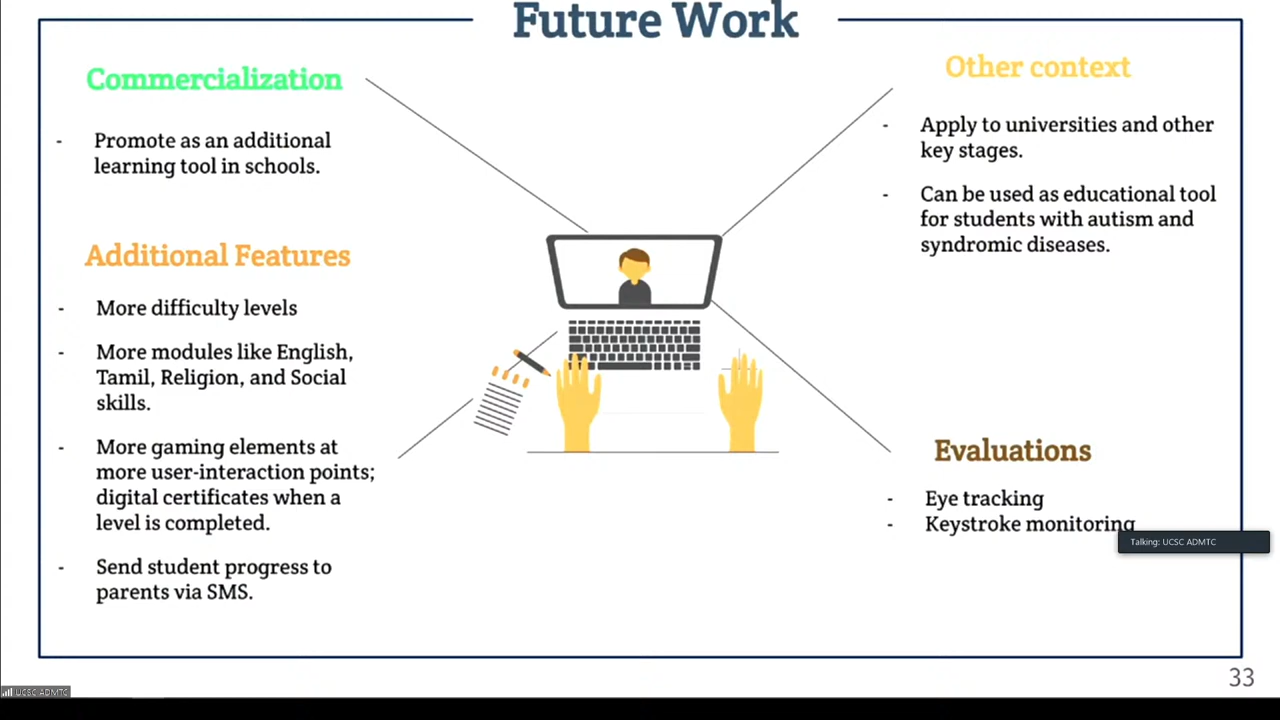 Future Work
Commercialization
- Promote as an additional
learning tool in schools.
Additional Features
- More difficulty levels
- More modules like English,
Tamil, Religion, and Social
skills.
- More gaming elements at
more user-interaction points;
digital certificates when a
level is completed.
- Send student progress to
parents via SMS.
Other context
- Apply to universities and other
key stages.
- Can be used as educational tool
for students with autism and
syndromic diseases.
Evaluations
- Eye tracking
- Keystroke monitoring
Talking: UCSC ADMTC
33
UCSC ADMTC